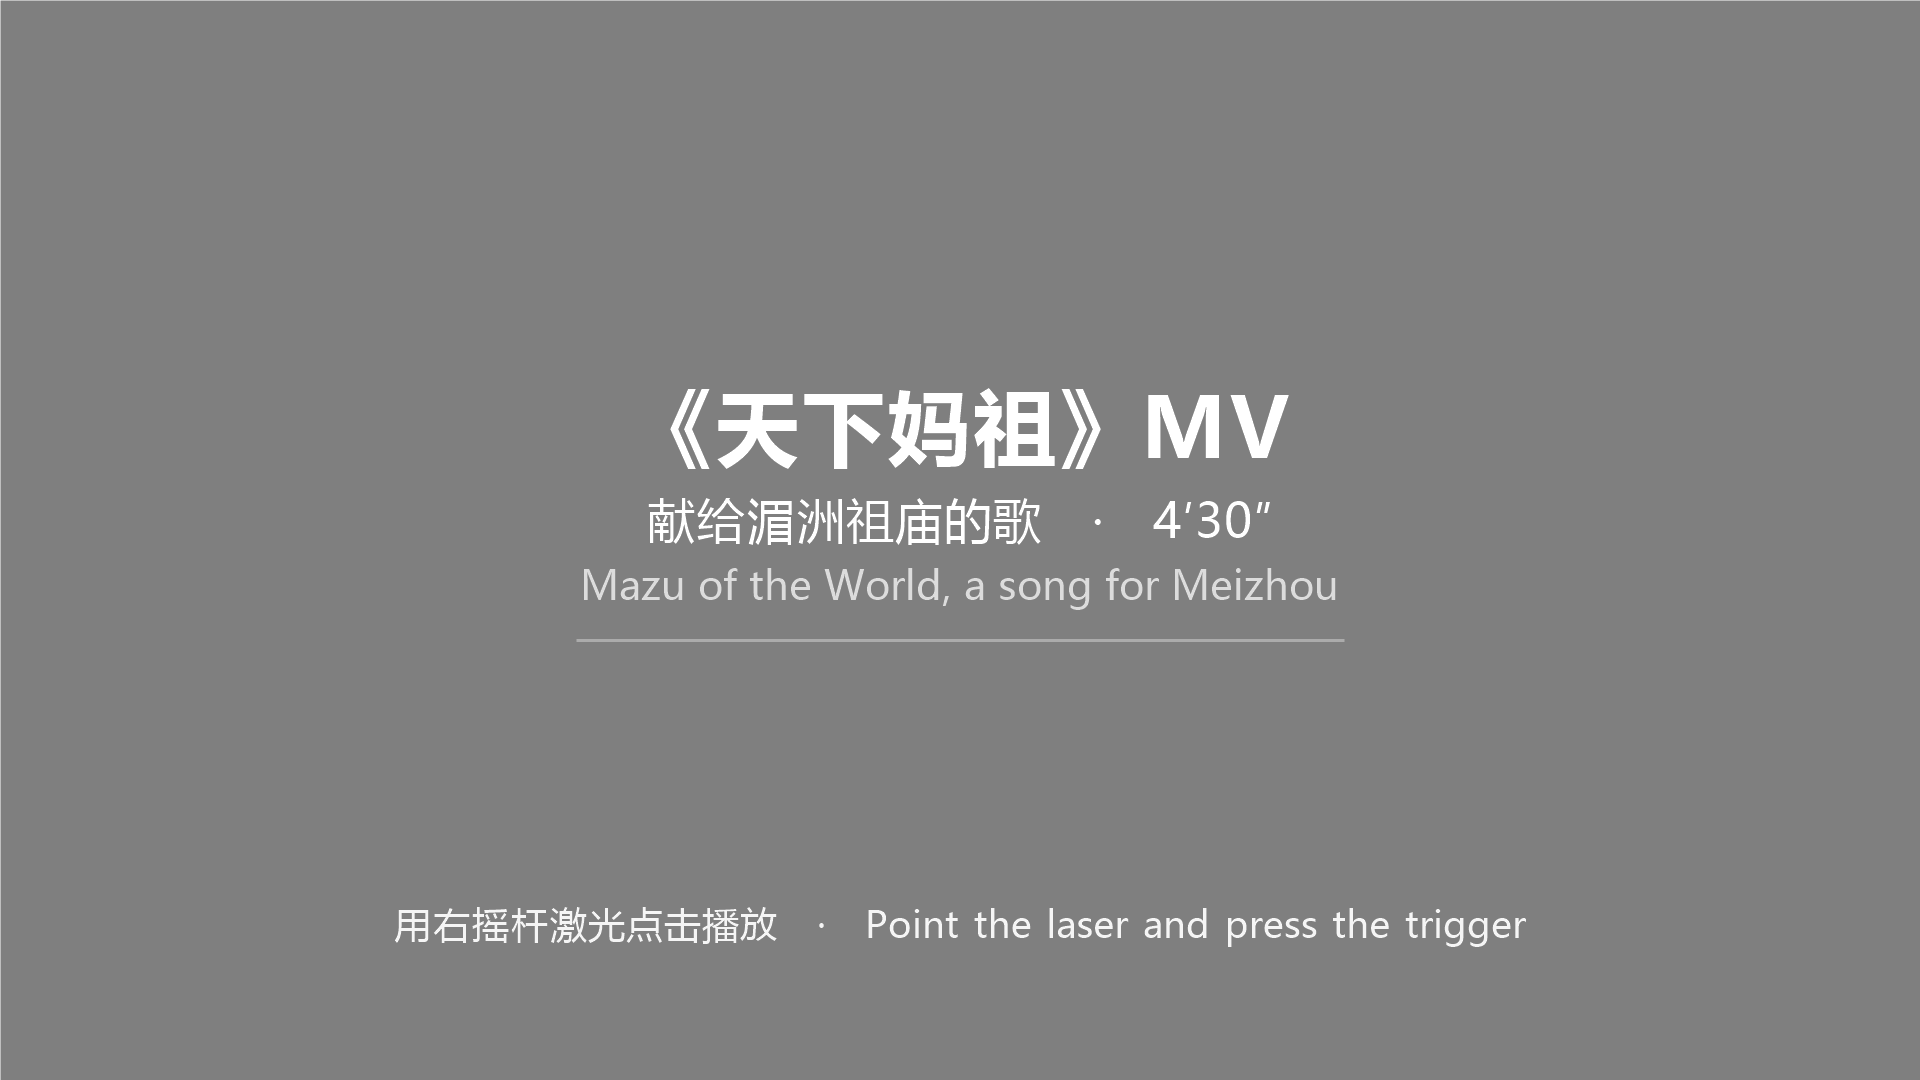 《天下妈祖》MV
献给湄洲祖庙的歌 · 4′30″
Mazu of the World, a song for Meizhou
用右摇杆激光点击播放 · Point the laser and press the trigger